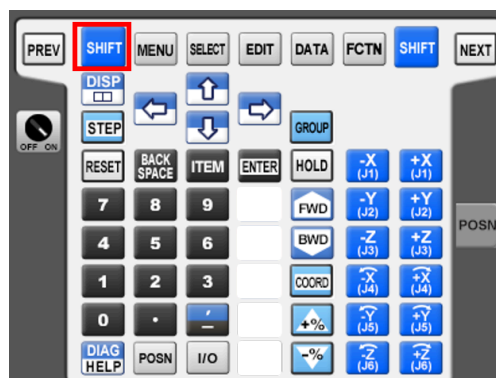 PREV SHIFT MENU SELECT EDIT DATA FCTN SHIFT NEXT
DISP
STEP GROUP
OFF ON
RESET BACK SPACE ITEM ENTER HOLD -X (J1) +X (J1)
7 8 9 FWD -Y (J2) +Y (J2)
POSN
4 5 6 BWD -Z (J3) +Z (J3)
1 2 3 COORD -X (J4) +X (J4)
0 . , - +% -Y (J5) +Y (J5)
DIAG HELP POSN I/O -% -Z (J6) +Z (J6)